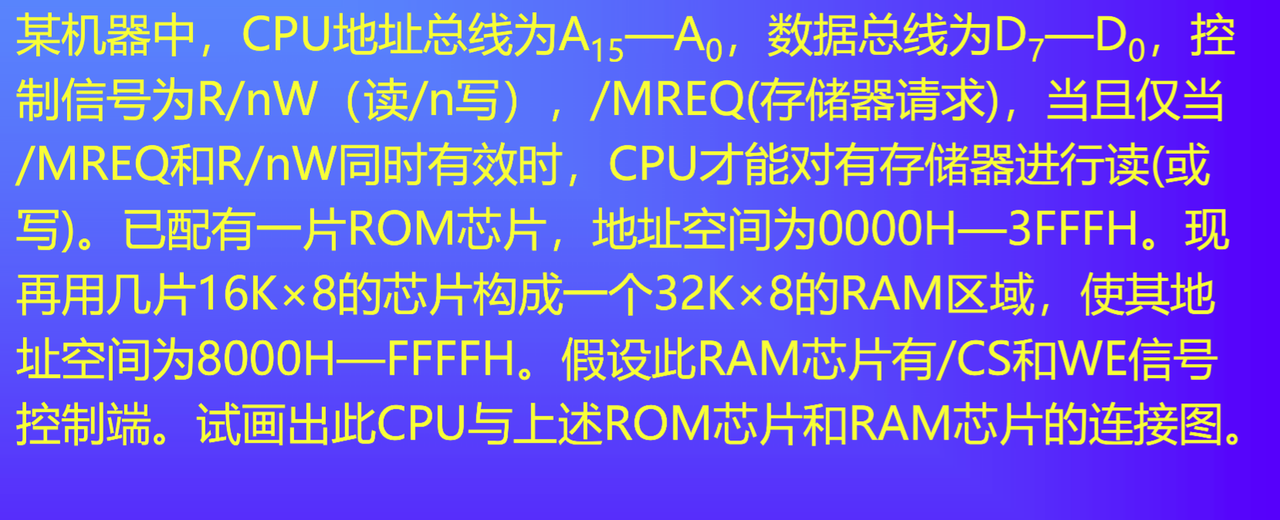 某机器中，CPU地址总线为A₁₅—A₀，数据总线为D₇—D₀，控
制信号为R/nW（读/n写），/MREQ(存储器请求)，当且仅当
/MREQ和R/nW同时有效时，CPU才能对有存储器进行读(或
写)。已配有一片ROM芯片，地址空间为0000H—3FFFH。现
再用几片16K×8的芯片构成一个32K×8的RAM区域，使其地
址空间为8000H—FFFFH。假设此RAM芯片有/CS和WE信号
控制端。试画出此CPU与上述ROM芯片和RAM芯片的连接图。